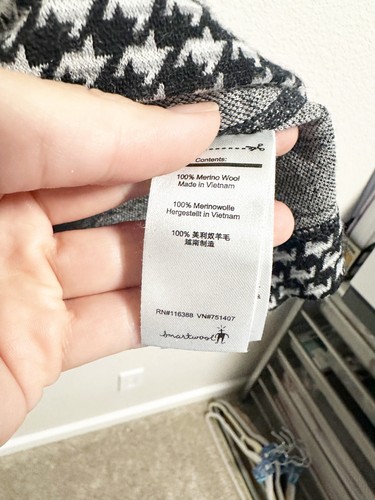 Contents:
100% Merino Wool
Made in Vietnam
100% Merinowolle
Hergestellt in Vietnam
100% 美利奴羊毛
越南制造
RN#116388 VN#751407
smartwool